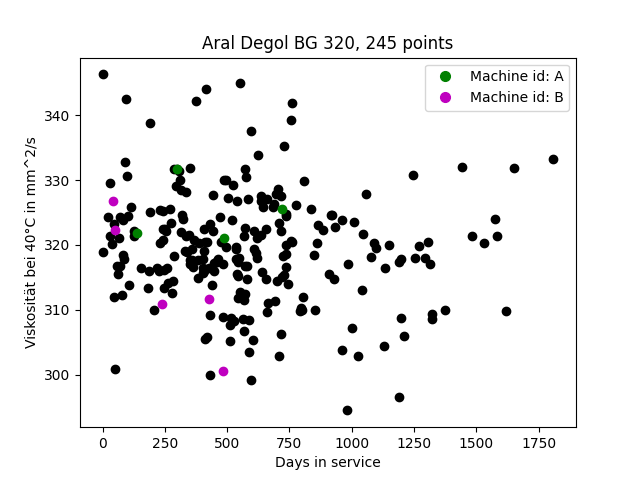 Aral Degol BG 320, 245 points
Machine id: A
Machine id: B
Viskosität bei 40°C in mm^2/s
340
330
320
310
300
0 250 500 750 1000 1250 1500 1750
Days in service